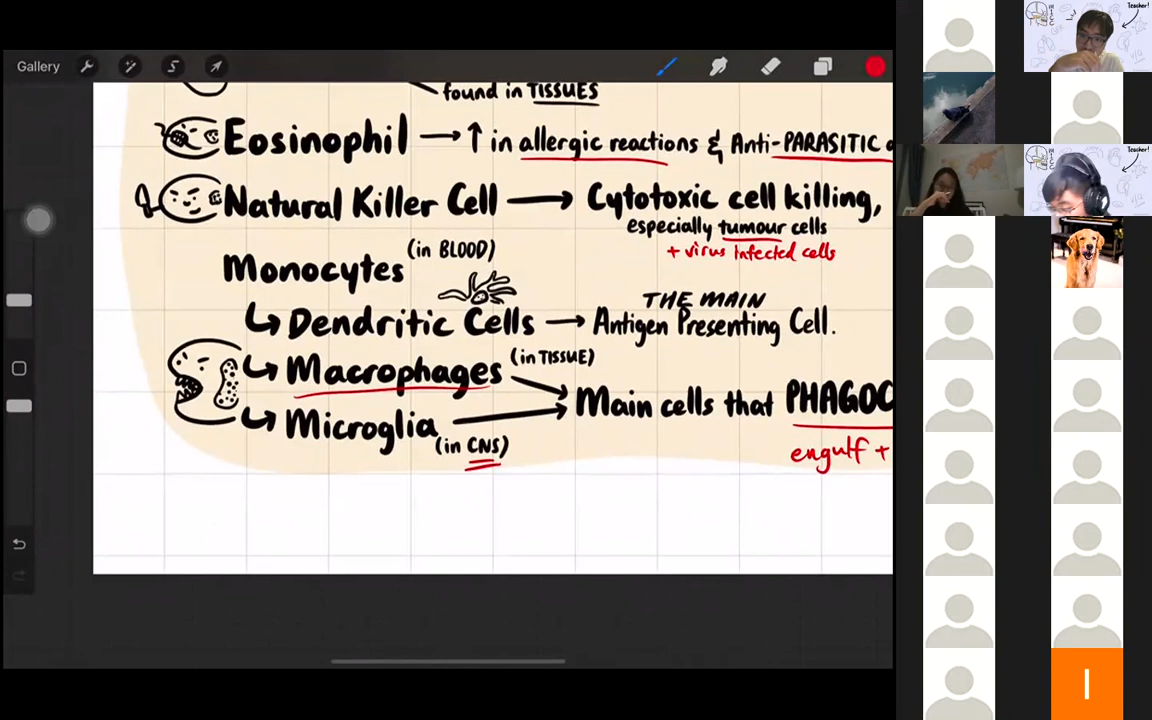 Gallery
found in TISSUES
Eosinophil → ↑ in allergic reactions & Anti-PARASITIC
Natural Killer Cell → Cytotoxic cell killing,
especially tumour cells
+ virus infected cells
Monocytes (in BLOOD)
↳ Dendritic Cells → THE MAIN
Antigen Presenting Cell.
↳ Macrophages (in TISSUE)
Main cells that PHAGOC
↳ Microglia (in CNS)
engulf +
Teacher!
Teacher!
I